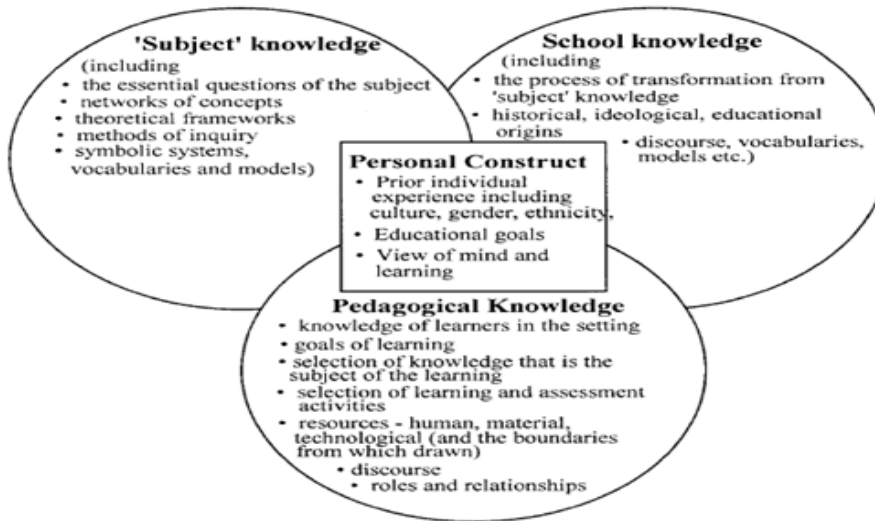 'Subject' knowledge
(including
• the essential questions of the subject
• networks of concepts
• theoretical frameworks
• methods of inquiry
• symbolic systems,
vocabularies and models)
School knowledge
(including
• the process of transformation from
'subject' knowledge
• historical, ideological, educational
origins
• discourse, vocabularies,
models etc.)
Personal Construct
• Prior individual
experience including
culture, gender, ethnicity,
• Educational goals
• View of mind and
learning
Pedagogical Knowledge
• knowledge of learners in the setting
• goals of learning
• selection of knowledge that is the
subject of the learning
• selection of learning and assessment
activities
• resources - human, material,
technological (and the boundaries
from which drawn)
• discourse
• roles and relationships